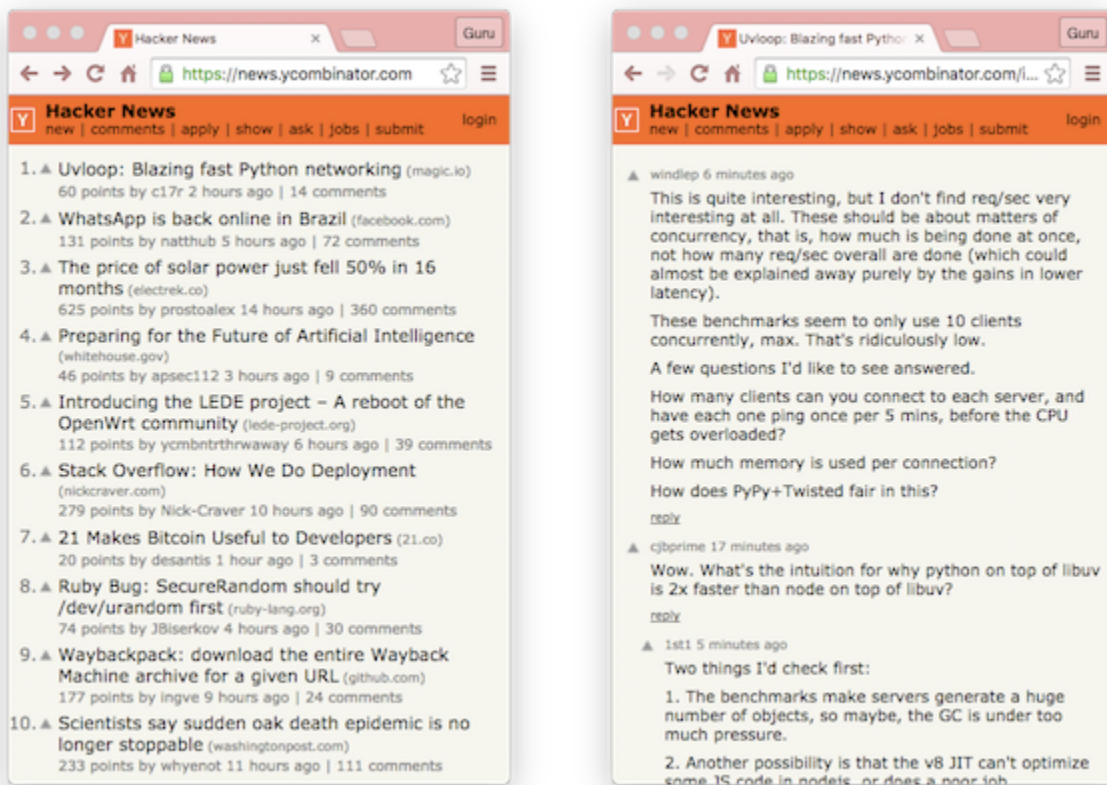 Hacker News
Guru
https://news.ycombinator.com
Y
Hacker News
new | comments | apply | show | ask | jobs | submit
login
1. Uvloop: Blazing fast Python networking (magic.io)
60 points by c17r 2 hours ago | 14 comments
2. WhatsApp is back online in Brazil (facebook.com)
131 points by natthub 5 hours ago | 72 comments
3. The price of solar power just fell 50% in 16
months (electrek.co)
625 points by prostoalex 14 hours ago | 360 comments
4. Preparing for the Future of Artificial Intelligence
(whitehouse.gov)
46 points by apsec112 3 hours ago | 9 comments
5. Introducing the LEDE project – A reboot of the
OpenWrt community (lede-project.org)
112 points by ycmbntrthrwaway 6 hours ago | 39 comments
6. Stack Overflow: How We Do Deployment
(nickcraver.com)
279 points by Nick-Craver 10 hours ago | 90 comments
7. 21 Makes Bitcoin Useful to Developers (21.co)
20 points by desantis 1 hour ago | 3 comments
8. Ruby Bug: SecureRandom should try
/dev/urandom first (ruby-lang.org)
74 points by JBiserkov 4 hours ago | 30 comments
9. Waybackpack: download the entire Wayback
Machine archive for a given URL (github.com)
177 points by ingve 9 hours ago | 24 comments
10. Scientists say sudden oak death epidemic is no
longer stoppable (washingtonpost.com)
233 points by whyenot 11 hours ago | 111 comments
Uvloop: Blazing fast Pytho
Guru
https://news.ycombinator.com/i...
Y
Hacker News
new | comments | apply | show | ask | jobs | submit
login
windlep 6 minutes ago
This is quite interesting, but I don't find req/sec very
interesting at all. These should be about matters of
concurrency, that is, how much is being done at once,
not how many req/sec overall are done (which could
almost be explained away purely by the gains in lower
latency).
These benchmarks seem to only use 10 clients
concurrently, max. That's ridiculously low.
A few questions I'd like to see answered.
How many clients can you connect to each server, and
have each one ping once per 5 mins, before the CPU
gets overloaded?
How much memory is used per connection?
How does PyPy+Twisted fair in this?
reply
cjbprime 17 minutes ago
Wow. What's the intuition for why python on top of libuv
is 2x faster than node on top of libuv?
reply
1st1 5 minutes ago
Two things I'd check first:
1. The benchmarks make servers generate a huge
number of objects, so maybe, the GC is under too
much pressure.
2. Another possibility is that the v8 JIT can't optimize
some JS code in nodejs, or does a poor job